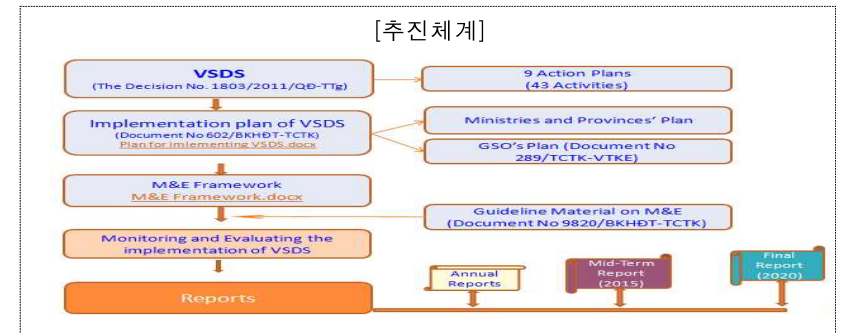 [추진체계]
VSDS
(The Decision No. 1803/2011/QĐ-TTg)
9 Action Plans
(43 Activities)
Implementation plan of VSDS
(Document No 602/BKHĐT-TCTK)
Plan for imlementing VSDS.docx
Ministries and Provinces' Plan
GSO's Plan (Document No
289/TCTK-VTKE)
M&E Framework
M&E Framework.docx
Guideline Material on M&E
(Document No 9820/BKHĐT-TCTK)
Monitoring and Evaluating the
implementation of VSDS
Reports
Annual
Reports
Mid-Term
Report
(2015)
Final
Report
(2020)